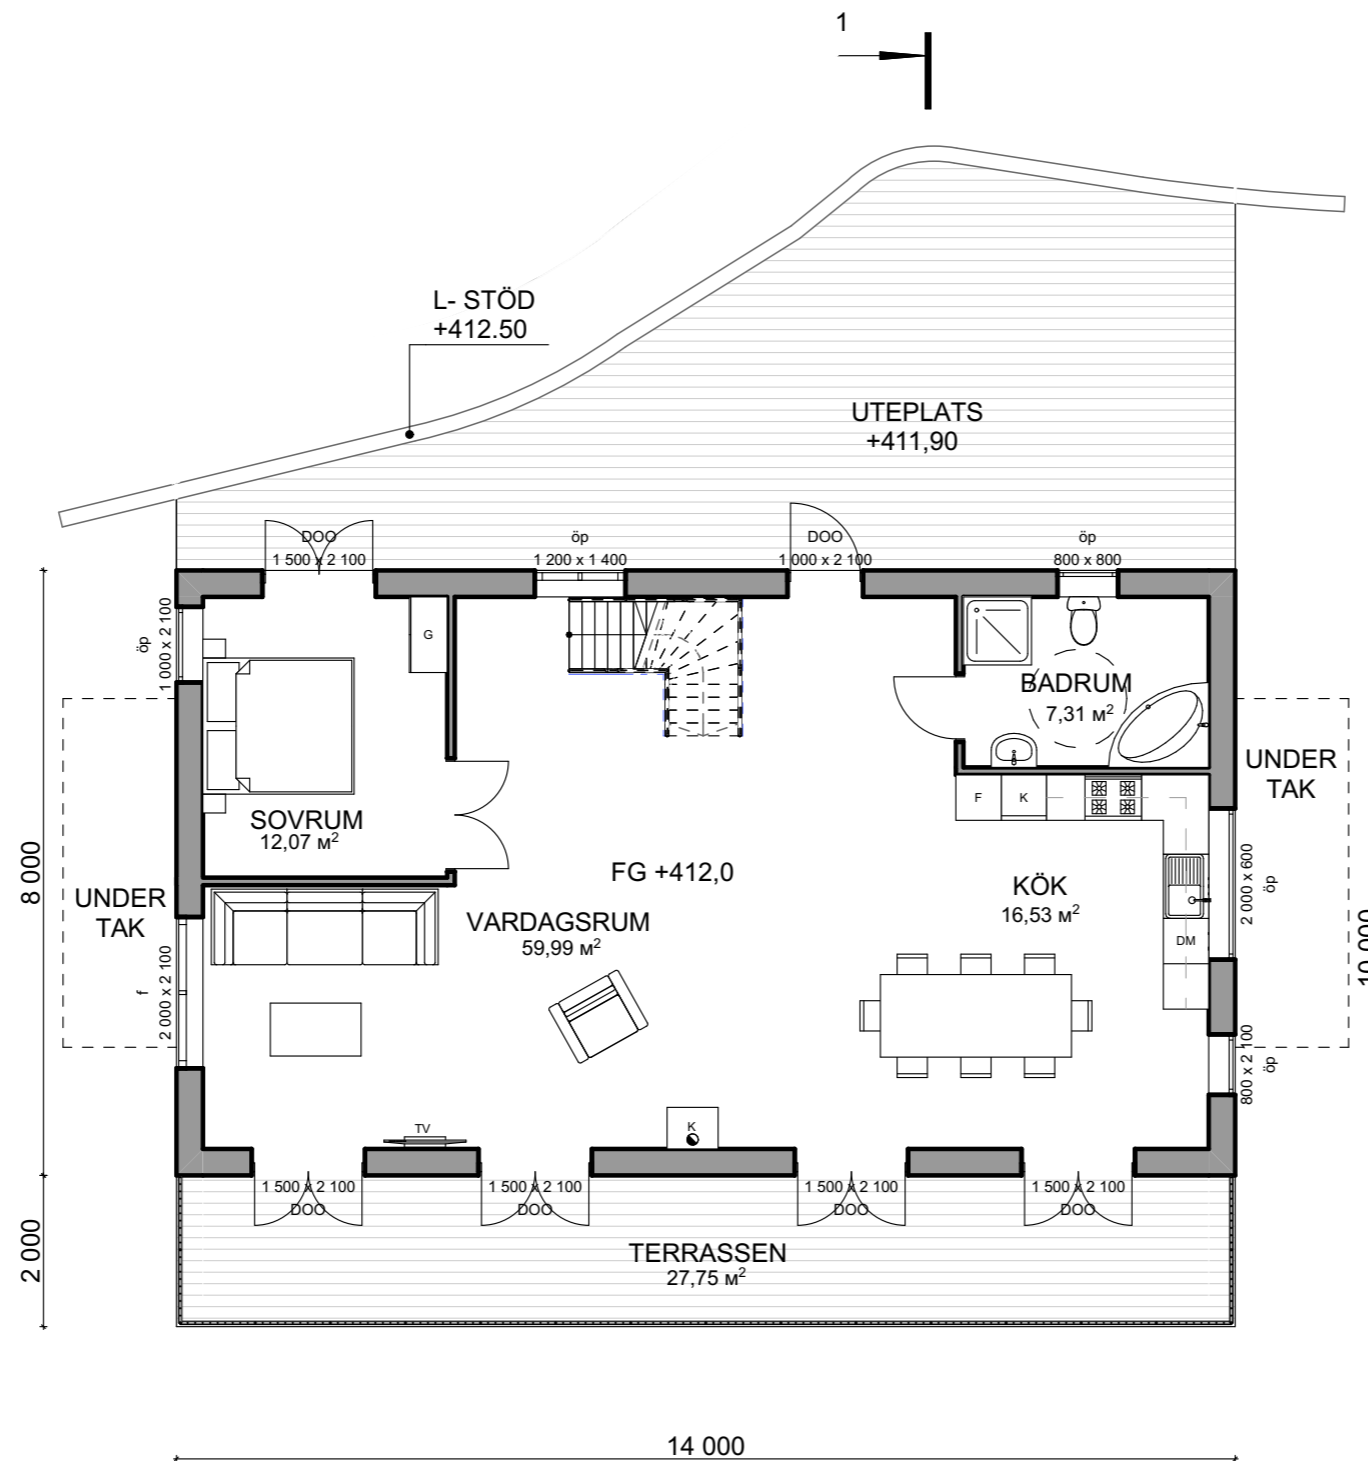 1
L- STÖD
+412.50
UTEPLATS
+411,90
DOO
1 500 x 2 100
öp
1 200 x 1 400
DOO
1 000 x 2 100
öp
800 x 800
öp
1 000 x 2 100
G
BADRUM
7,31 м²
UNDER
TAK
SOVRUM
12,07 м²
F
K
FG +412,0
8 000
UNDER
TAK
KÖK
16,53 м²
2 000 x 600
öp
VARDAGSRUM
59,99 м²
DM
10 000
f
2 000 x 2 100
800 x 2 100
öp
TV
K
1 500 x 2 100
DOO
1 500 x 2 100
DOO
1 500 x 2 100
DOO
1 500 x 2 100
DOO
2 000
TERRASSEN
27,75 м²
14 000